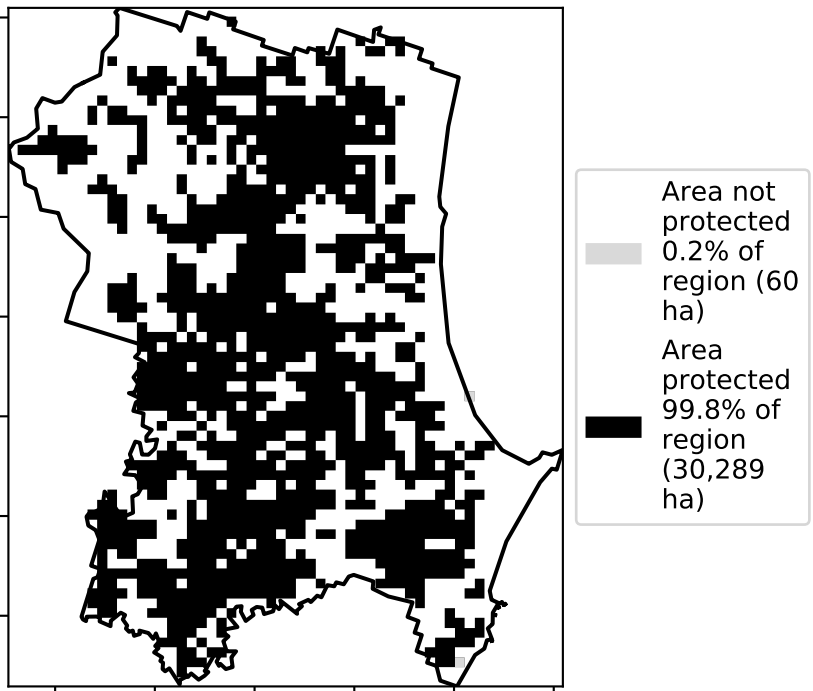 Area not
protected
0.2% of
region (60
ha)
Area
protected
99.8% of
region
(30,289
ha)